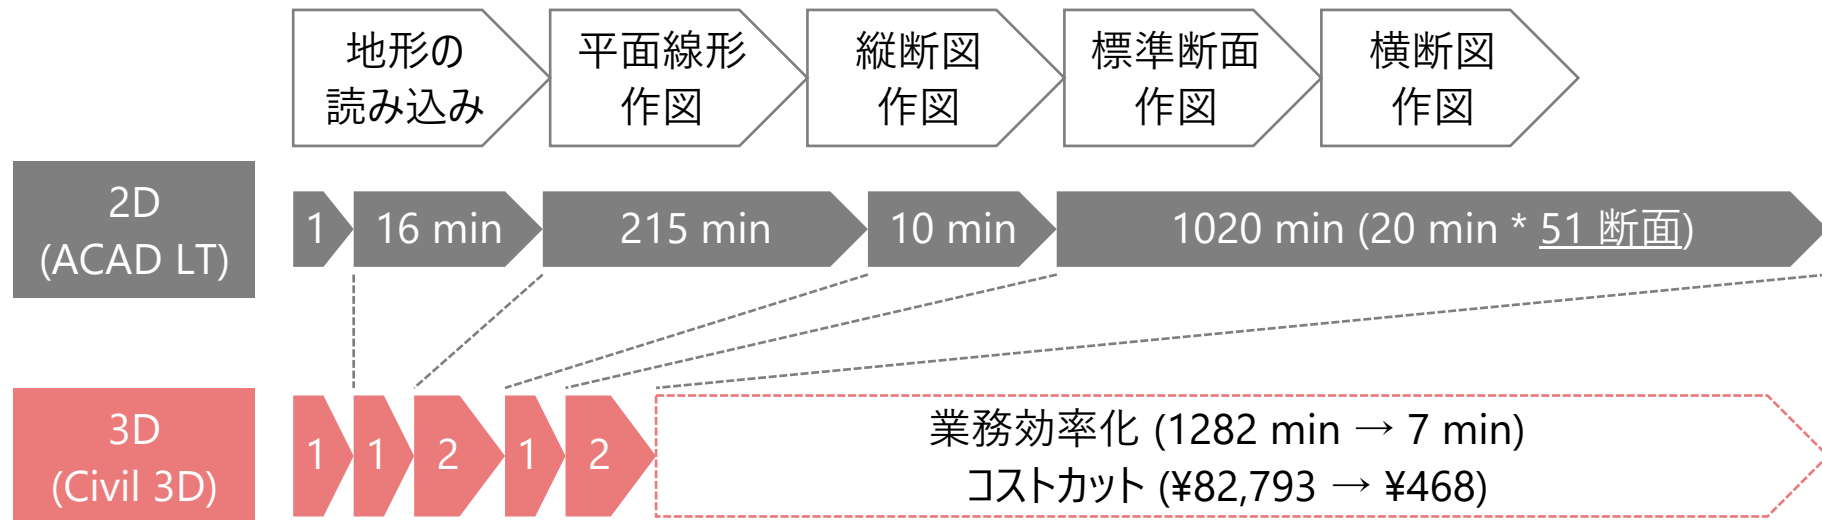 地形の
読み込み
平面線形
作図
縦断図
作図
標準断面
作図
横断図
作図
2D
(ACAD LT)
1
16 min
215 min
10 min
1020 min (20 min * 51 断面)
3D
(Civil 3D)
1
1
2
1
2
業務効率化 (1282 min → 7 min)
コストカット (¥82,793 → ¥468)